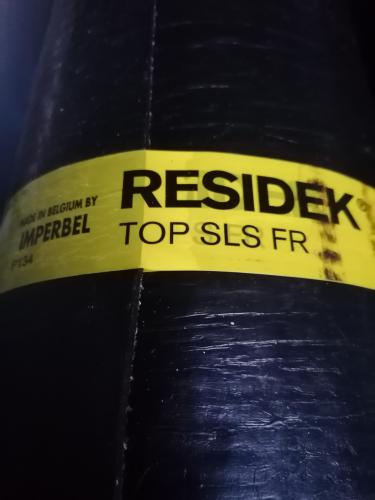 RESIDEK®
TOP SLS FR
MADE IN BELGIUM BY
IMPERBEL